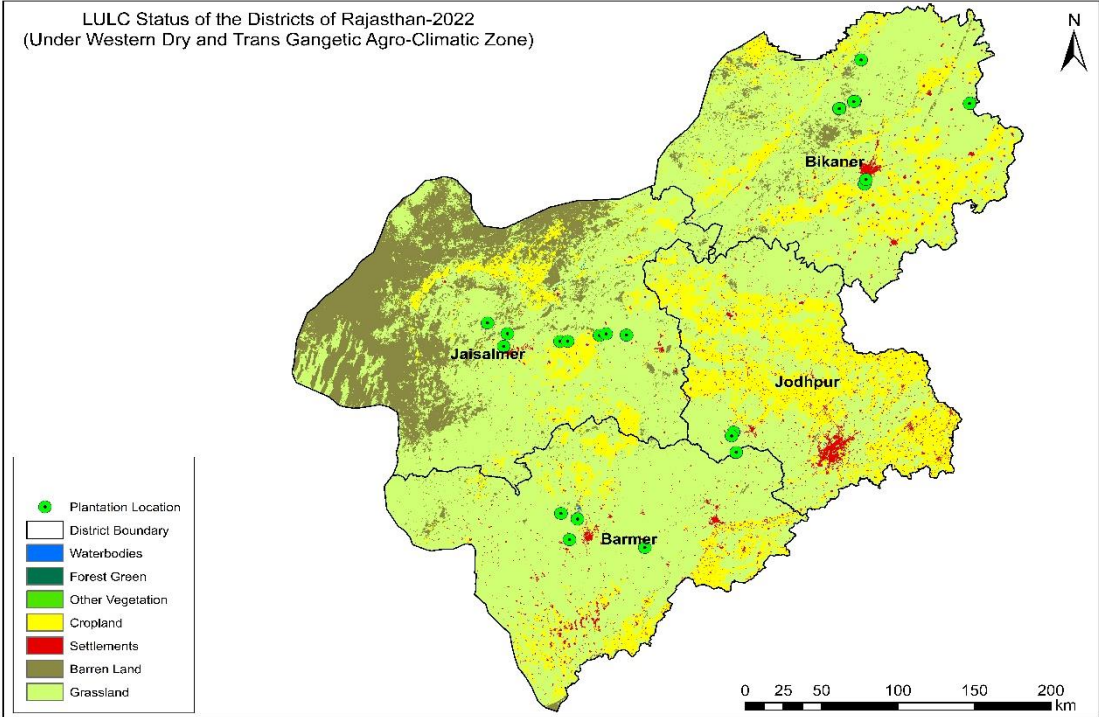 LULC Status of the Districts of Rajasthan-2022
(Under Western Dry and Trans Gangetic Agro-Climatic Zone)
N
Bikaner
Jaisalmer
Jodhpur
Barmer
Plantation Location
District Boundary
Waterbodies
Forest Green
Other Vegetation
Cropland
Settlements
Barren Land
Grassland
0 25 50 100 150 200
km